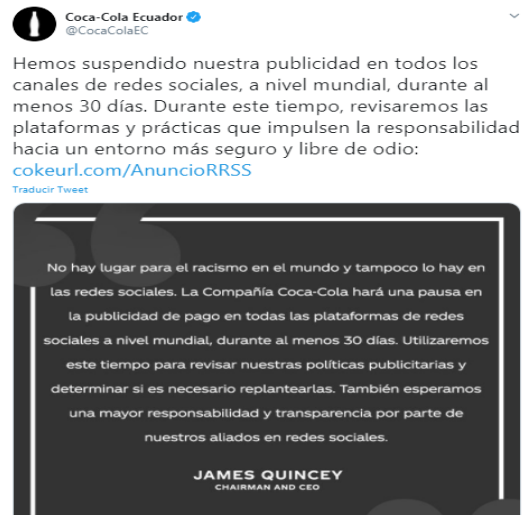 Coca-Cola Ecuador
@CocaColaEC
Hemos suspendido nuestra publicidad en todos los
canales de redes sociales, a nivel mundial, durante al
menos 30 días. Durante este tiempo, revisaremos las
plataformas y prácticas que impulsen la responsabilidad
hacia un entorno más seguro y libre de odio:
cokeurl.com/AnuncioRRSS
Traducir Tweet
No hay lugar para el racismo en el mundo y tampoco lo hay en
las redes sociales. La Compañía Coca-Cola hará una pausa en
la publicidad de pago en todas las plataformas de redes
sociales a nivel mundial, durante al menos 30 días. Utilizaremos
este tiempo para revisar nuestras políticas publicitarias y
determinar si es necesario replantearlas. También esperamos
una mayor responsabilidad y transparencia por parte de
nuestros aliados en redes sociales.
JAMES QUINCEY
CHAIRMAN AND CEO